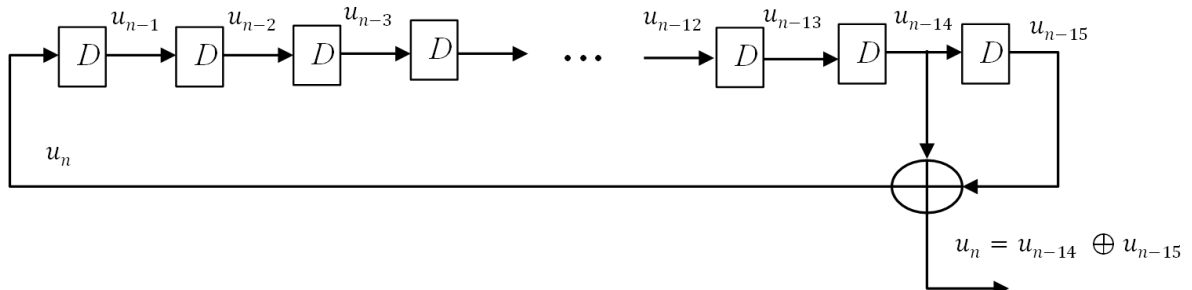 u_{n-1} u_{n-2} u_{n-3} u_{n-12} u_{n-13} u_{n-14} u_{n-15}
D D D D ... D D D
u_n
u_n = u_{n-14} ⊕ u_{n-15}